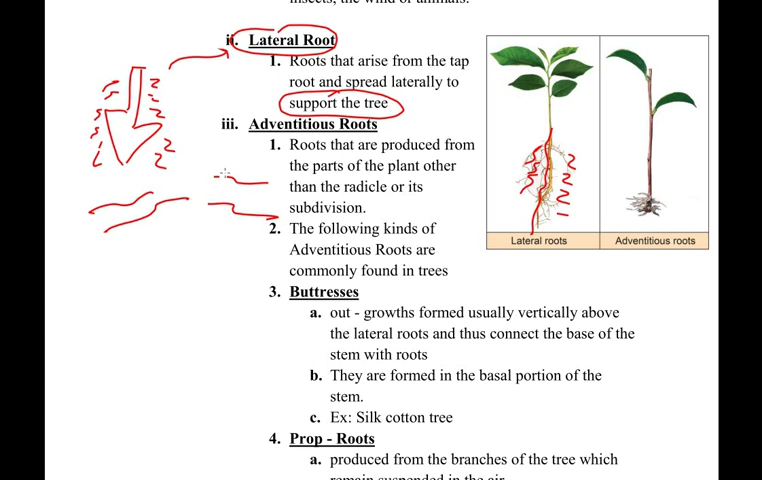 insects, the wind or animals.
ii. Lateral Root
1. Roots that arise from the tap
root and spread laterally to
support the tree
iii. Adventitious Roots
1. Roots that are produced from
the parts of the plant other
than the radicle or its
subdivision.
2. The following kinds of
Adventitious Roots are
commonly found in trees
Lateral roots
Adventitious roots
3. Buttresses
a. out - growths formed usually vertically above
the lateral roots and thus connect the base of the
stem with roots
b. They are formed in the basal portion of the
stem.
c. Ex: Silk cotton tree
4. Prop - Roots
a. produced from the branches of the tree which
remain suspended in the air